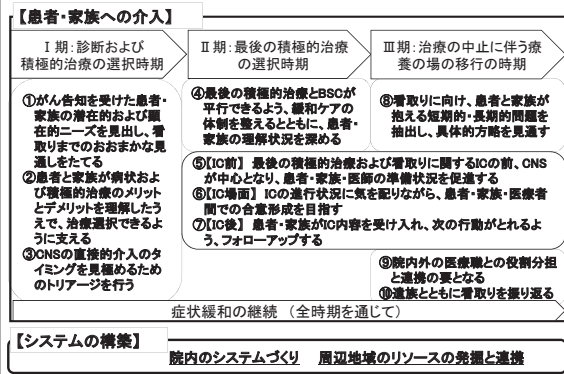 【患者・家族への介入】
Ⅰ期：診断および
積極的治療の選択時期
Ⅱ期：最後の積極的治療
の選択時期
Ⅲ期：治療の中止に伴う療
養の場の移行の時期
①がん告知を受けた患者・
家族の潜在的および顕
在的ニーズを見出し、看
取りまでのおおまかな見
通しをたてる
②患者と家族が病状およ
び積極的治療のメリット
とデメリットを理解したう
えで、治療選択できるよ
うに支える
③CNSの直接的介入のタ
イミングを見極めるため
のトリアージを行う
④最後の積極的治療とBSCが
平行できるよう、緩和ケアの
体制を整えるとともに、患者・
家族の理解状況を深める
⑧看取りに向け、患者と家族が
抱える短期的・長期的問題を
抽出し、具体的方略を見通す
⑤【IC前】 最後の積極的治療および看取りに関するICの前、CNS
が中心となり、患者・家族・医師の準備状況を促進する
⑥【IC場面】 ICの進行状況に気を配りながら、患者・家族・医療者
間での合意形成を目指す
⑦【IC後】 患者・家族がIC内容を受け入れ、次の行動がとれるよ
う、フォローアップする
⑨院内外の医療職との役割分担
と連携の要となる
⑩遺族とともに看取りを振り返る
症状緩和の継続 （全時期を通じて）
【システムの構築】
院内のシステムづくり 周辺地域のリソースの発掘と連携